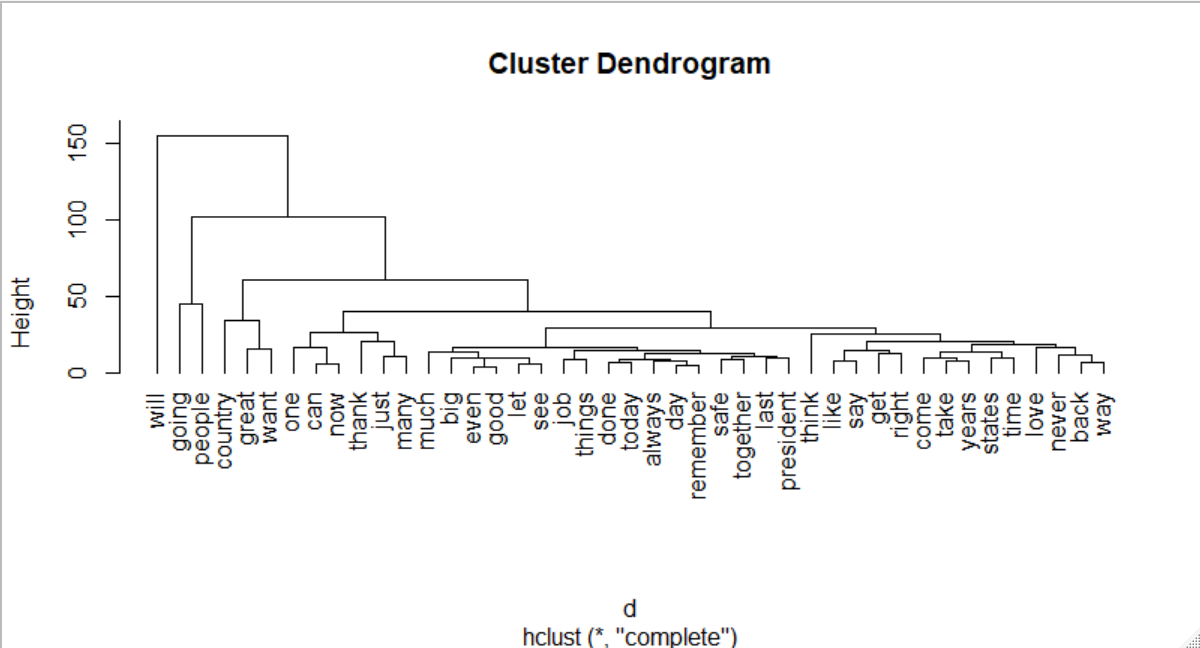 Cluster Dendrogram
Height
150
100
50
0
will
going
people
country
great
want
one
can
now
thank
just
many
much
big
even
good
let
see
job
things
done
today
always
day
remember
safe
together
last
president
think
like
say
get
right
come
take
years
states
time
love
never
back
way
d
hclust (*, "complete")